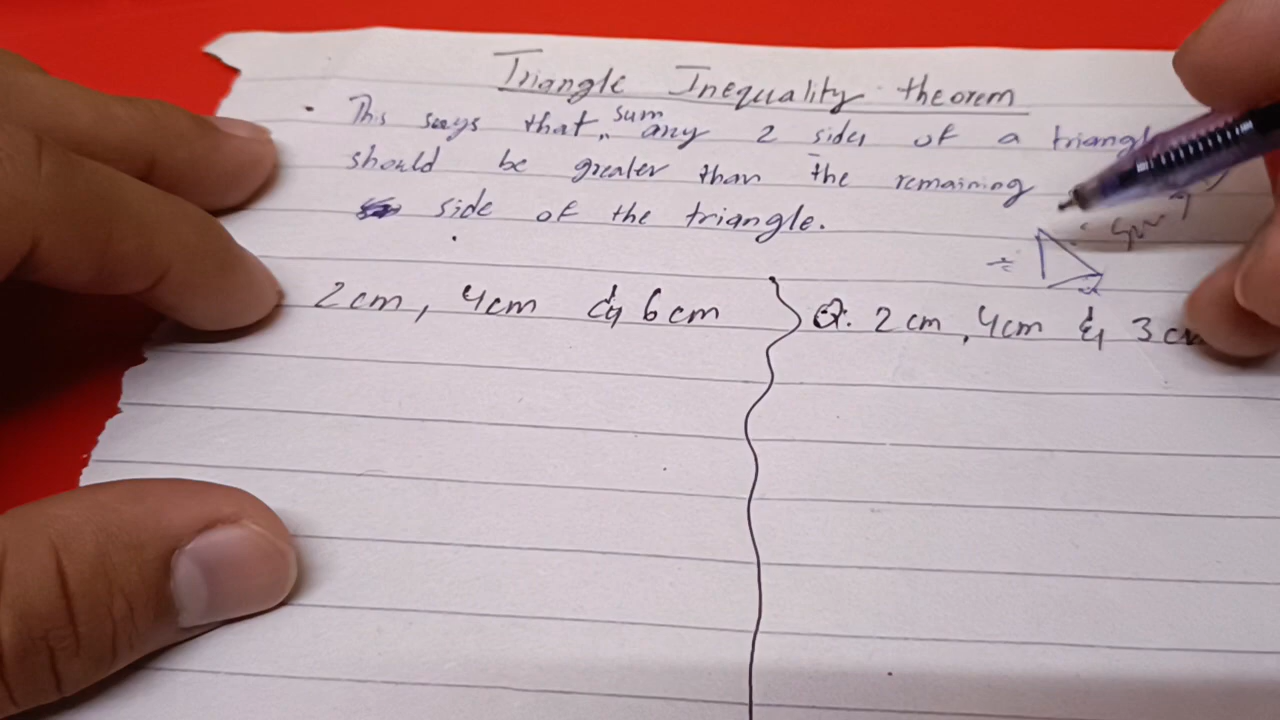 Triangle Inequality theorem
• This says that, sum any 2 sides of a triangl
should be greater than the remaining
side of the triangle.
2cm, 4cm & 6cm
Q. 2cm, 4cm & 3cm